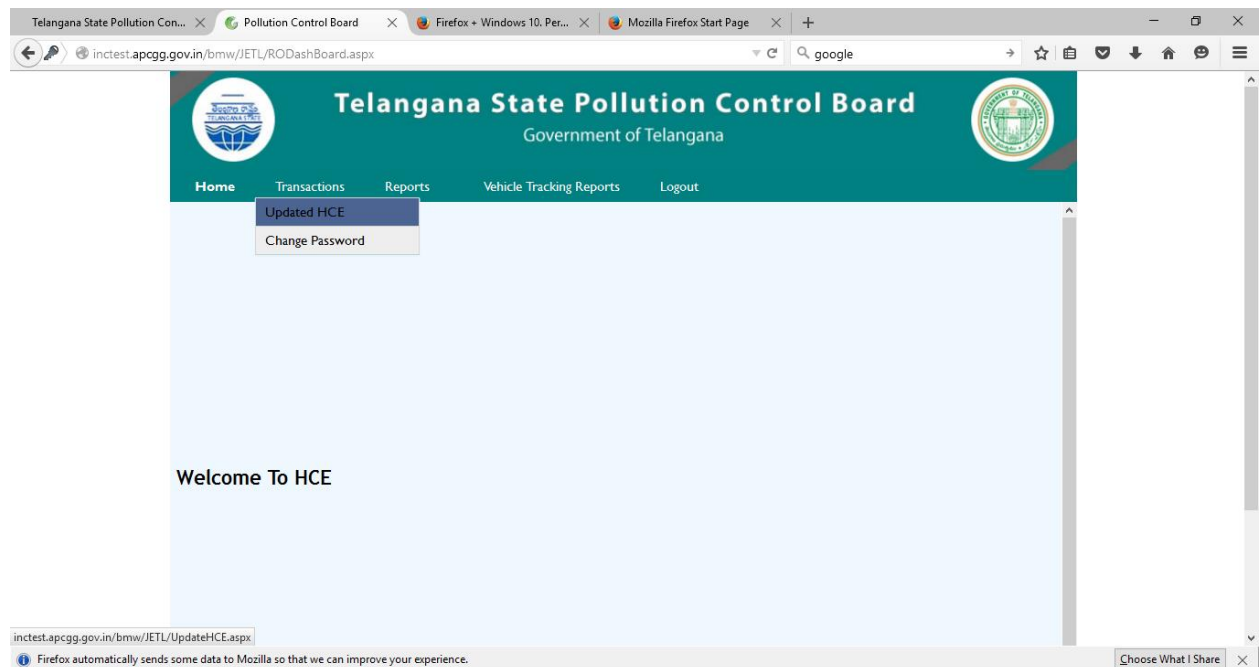 Telangana State Pollution Con...
Pollution Control Board
Firefox + Windows 10. Per...
Mozilla Firefox Start Page
inctest.apcgg.gov.in/bmw/JETL/RODashBoard.aspx
google
Telangana State Pollution Control Board
Government of Telangana
Home Transactions Reports Vehicle Tracking Reports Logout
Updated HCE
Change Password
Welcome To HCE
inctest.apcgg.gov.in/bmw/JETL/UpdateHCE.aspx
Firefox automatically sends some data to Mozilla so that we can improve your experience.
Choose What I Share